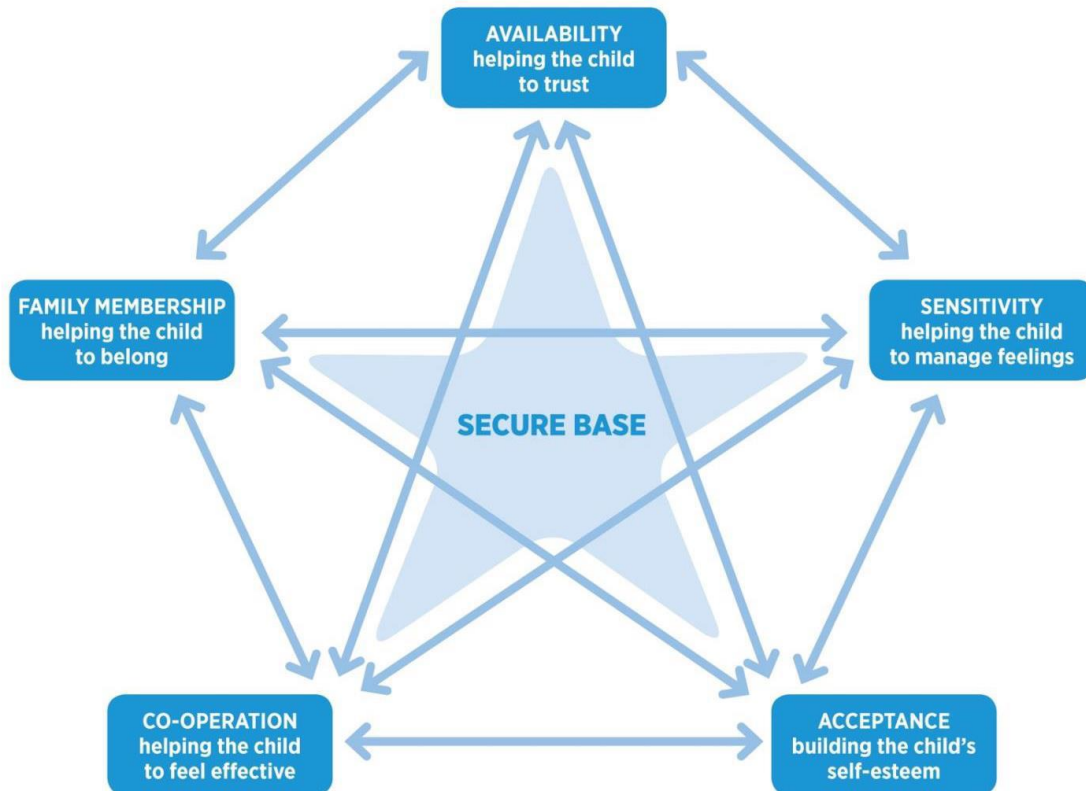 AVAILABILITY
helping the child
to trust
FAMILY MEMBERSHIP
helping the child
to belong
SENSITIVITY
helping the child
to manage feelings
SECURE BASE
CO-OPERATION
helping the child
to feel effective
ACCEPTANCE
building the child’s
self-esteem